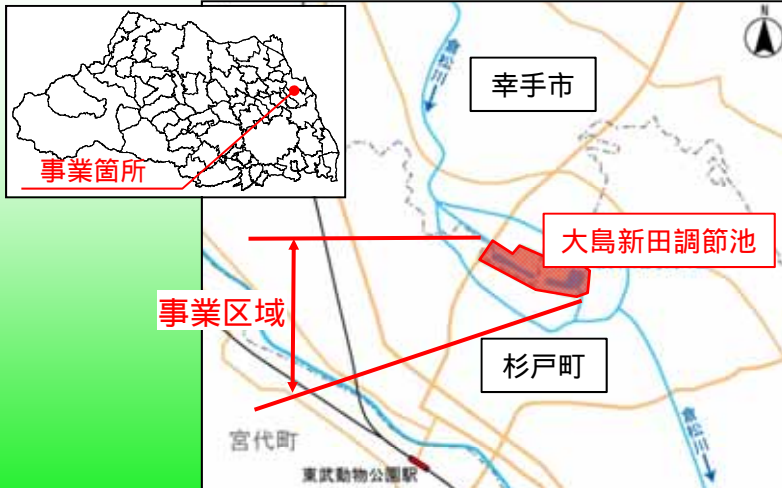 事業箇所
N
倉松川
幸手市
大島新田調節池
事業区域
杉戸町
倉松川
宮代町
東武動物公園駅